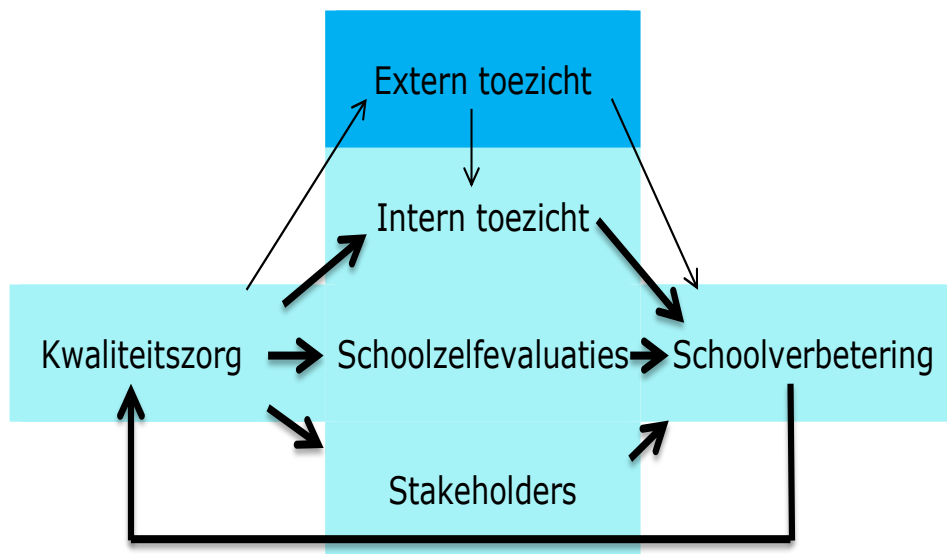 Extern toezicht
Intern toezicht
Kwaliteitszorg
Schoolzelfevaluaties
Schoolverbetering
Stakeholders